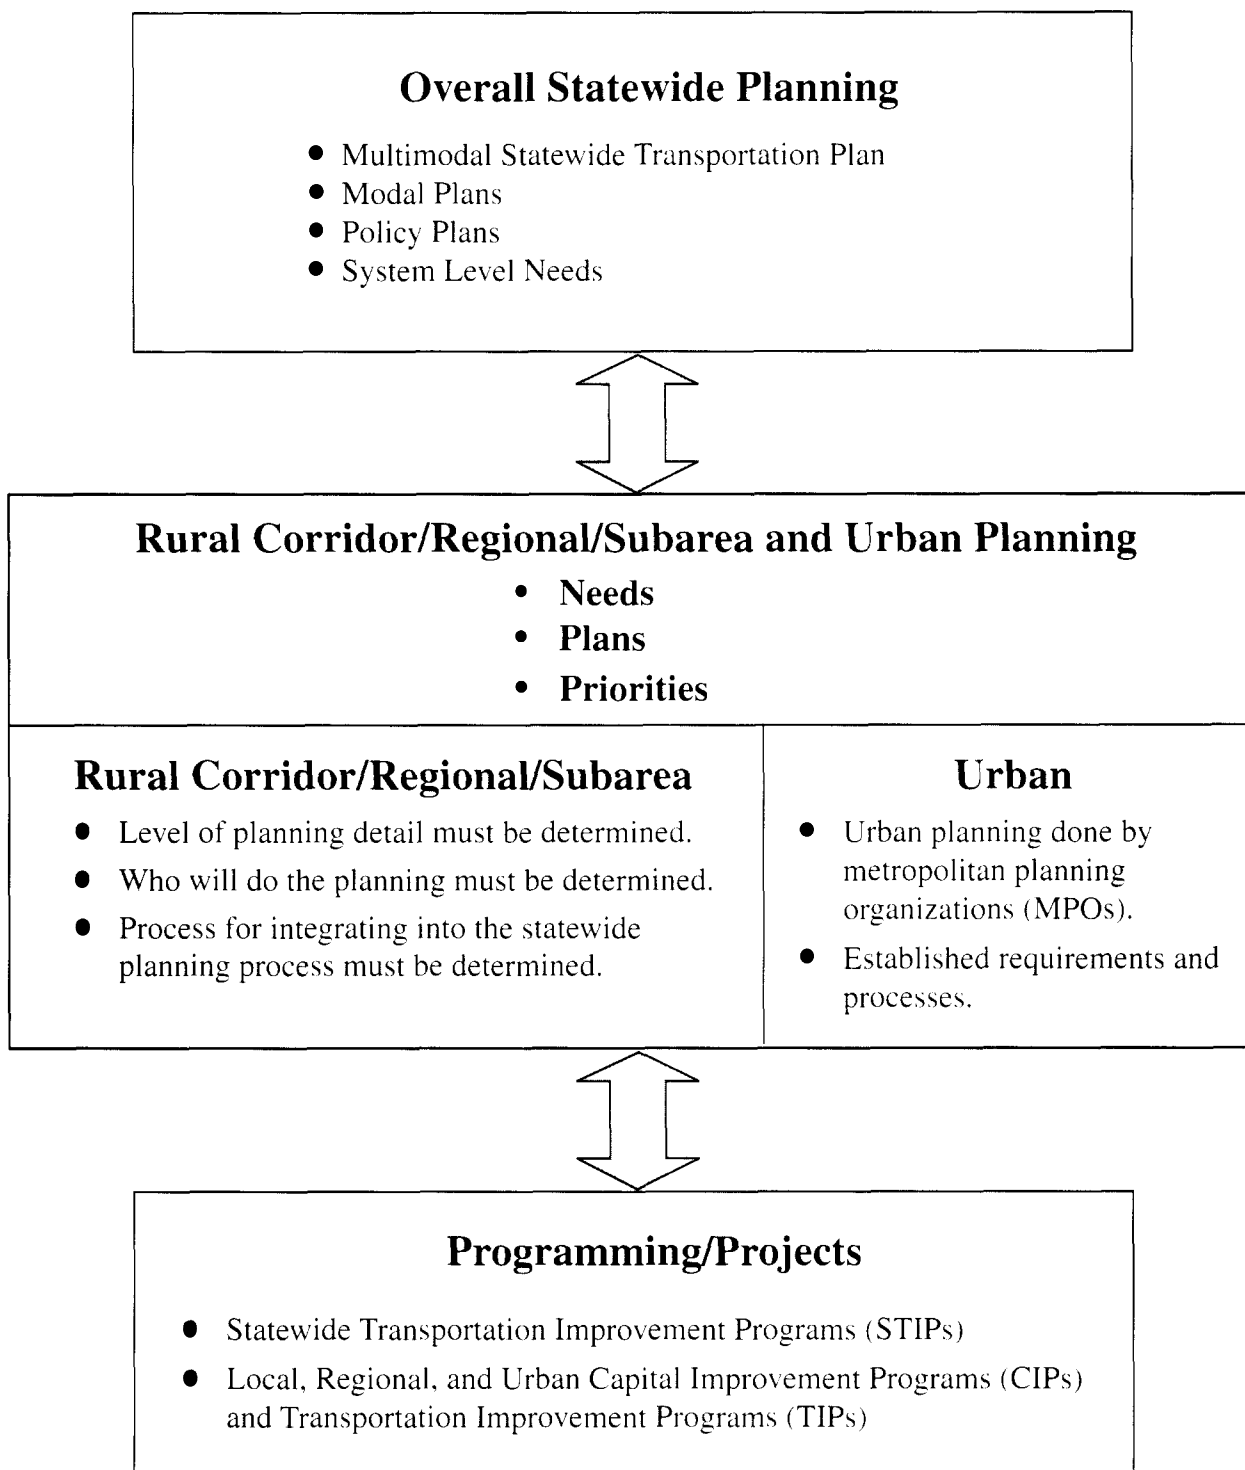 Overall Statewide Planning
● Multimodal Statewide Transportation Plan
● Modal Plans
● Policy Plans
● System Level Needs
Rural Corridor/Regional/Subarea and Urban Planning
• Needs
• Plans
• Priorities
Rural Corridor/Regional/Subarea
● Level of planning detail must be determined.
● Who will do the planning must be determined.
● Process for integrating into the statewide
planning process must be determined.
Urban
● Urban planning done by
metropolitan planning
organizations (MPOs).
● Established requirements and
processes.
Programming/Projects
● Statewide Transportation Improvement Programs (STIPs)
● Local, Regional, and Urban Capital Improvement Programs (CIPs)
and Transportation Improvement Programs (TIPs)